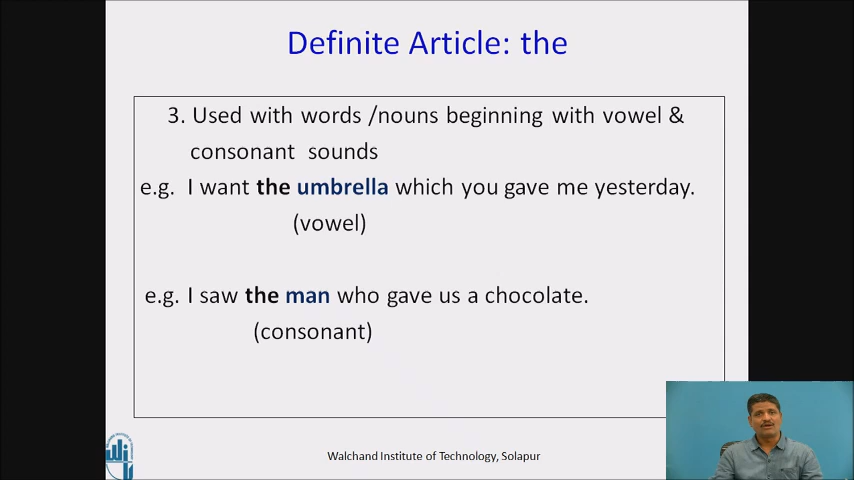 Definite Article: the
3. Used with words /nouns beginning with vowel &
consonant sounds
e.g. I want the umbrella which you gave me yesterday.
(vowel)
e.g. I saw the man who gave us a chocolate.
(consonant)
Walchand Institute of Technology, Solapur